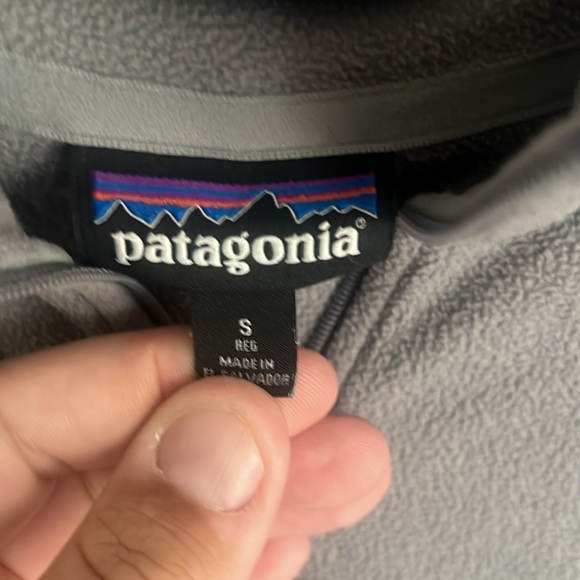 patagonia®
S
REG
MADE IN
EL SALVADOR